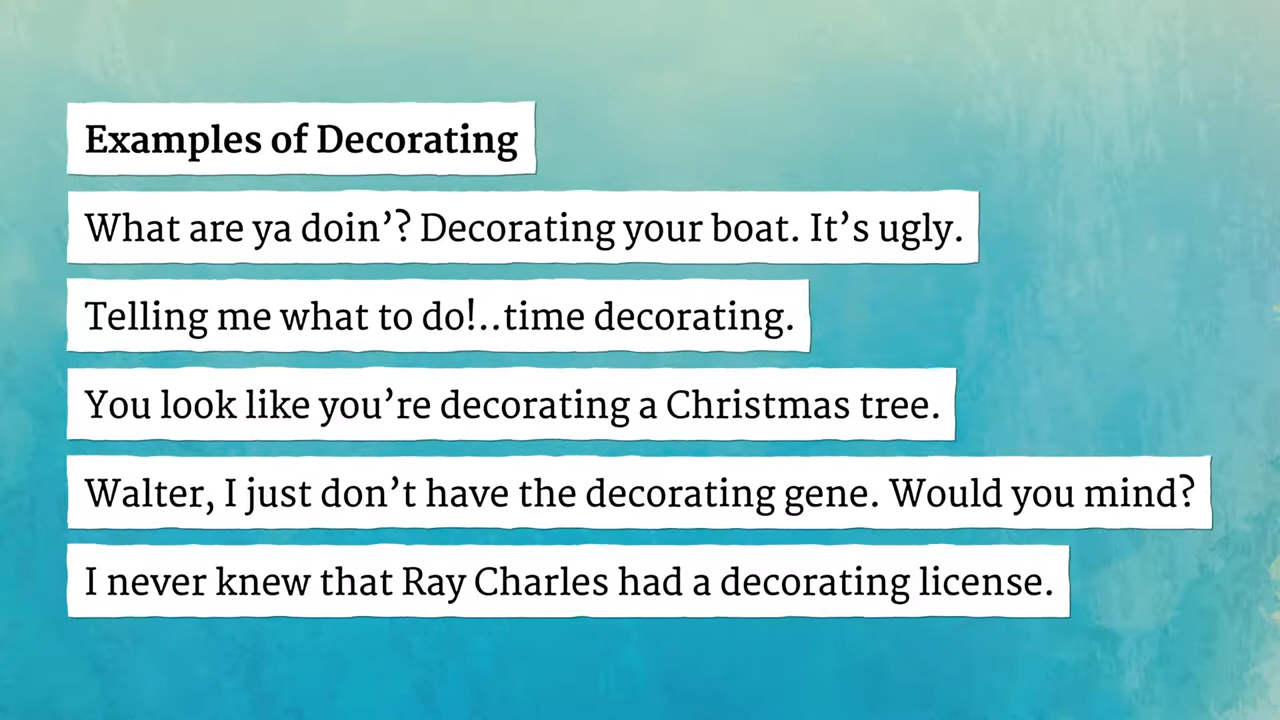 Examples of Decorating
What are ya doin’? Decorating your boat. It’s ugly.
Telling me what to do!..time decorating.
You look like you’re decorating a Christmas tree.
Walter, I just don’t have the decorating gene. Would you mind?
I never knew that Ray Charles had a decorating license.